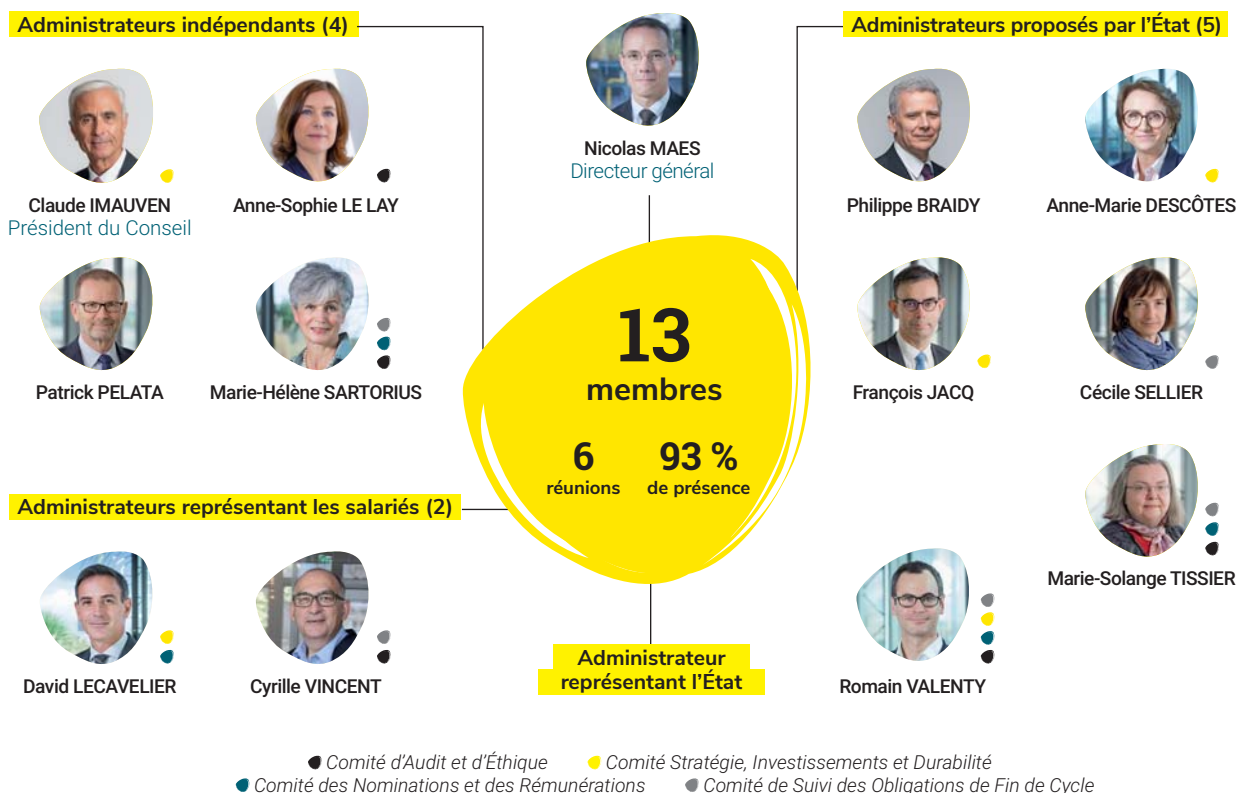 Administrateurs indépendants (4)
Claude IMAUVEN
Président du Conseil
Anne-Sophie LE LAY
Patrick PELATA
Marie-Hélène SARTORIUS
Nicolas MAES
Directeur général
Administrateurs proposés par l’État (5)
Philippe BRAIDY
Anne-Marie DESCÔTES
François JACQ
Cécile SELLIER
Marie-Solange TISSIER
13
membres
6
réunions
93 %
de présence
Administrateurs représentant les salariés (2)
David LECAVELIER
Cyrille VINCENT
Administrateur
représentant l’État
Romain VALENTY
Comité d’Audit et d’Éthique
Comité Stratégie, Investissements et Durabilité
Comité des Nominations et des Rémunérations
Comité de Suivi des Obligations de Fin de Cycle